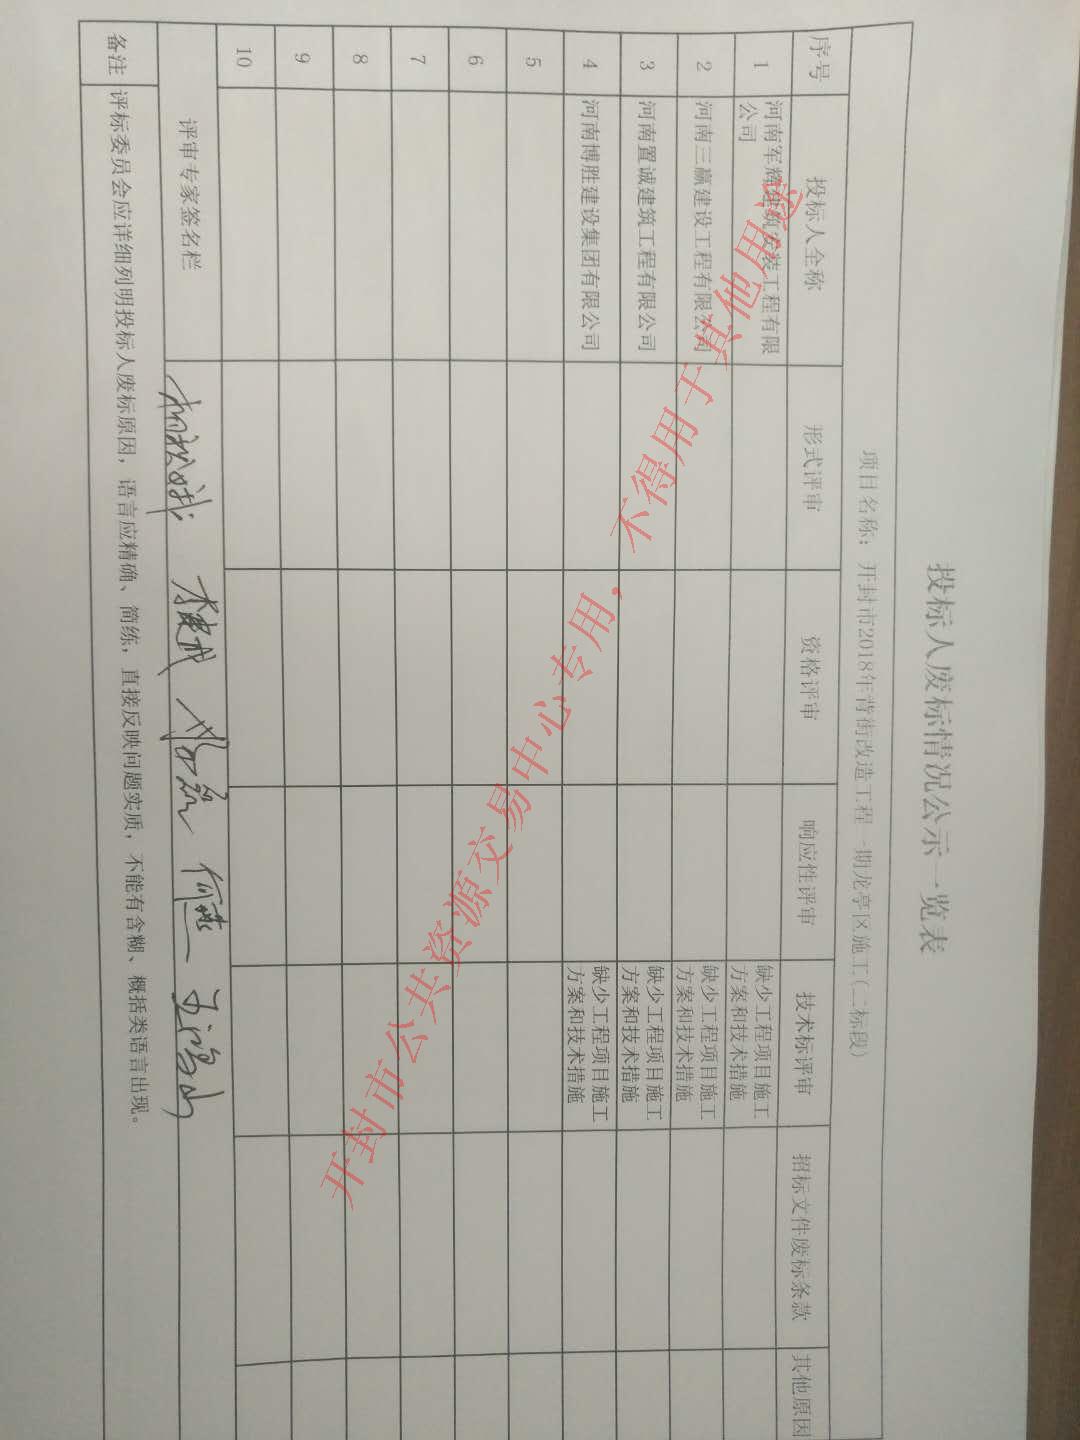 投标人废标情况公示一览表
项目名称：开封市2018年背街改造工程一期龙亭区施工(二标段)
序号 投标人全称 形式评审 资格评审 响应性评审 技术标评审 招标文件废标条款 其他原因
1 河南军辉建筑安装工程有限 缺少工程项目施工
公司 方案和技术措施
2 河南三赢建设工程有限公司 缺少工程项目施工
方案和技术措施
3 河南置诚建筑工程有限公司 缺少工程项目施工
方案和技术措施
4 河南博胜建设集团有限公司 缺少工程项目施工
方案和技术措施
5
6
7
8
9
10
评审专家签名栏
备注 评标委员会应详细列明投标人废标原因，语言应精确、简练，直接反映问题实质，不能有含糊、概括类语言出现。
开封市公共资源交易中心专用，不得用于其他用途